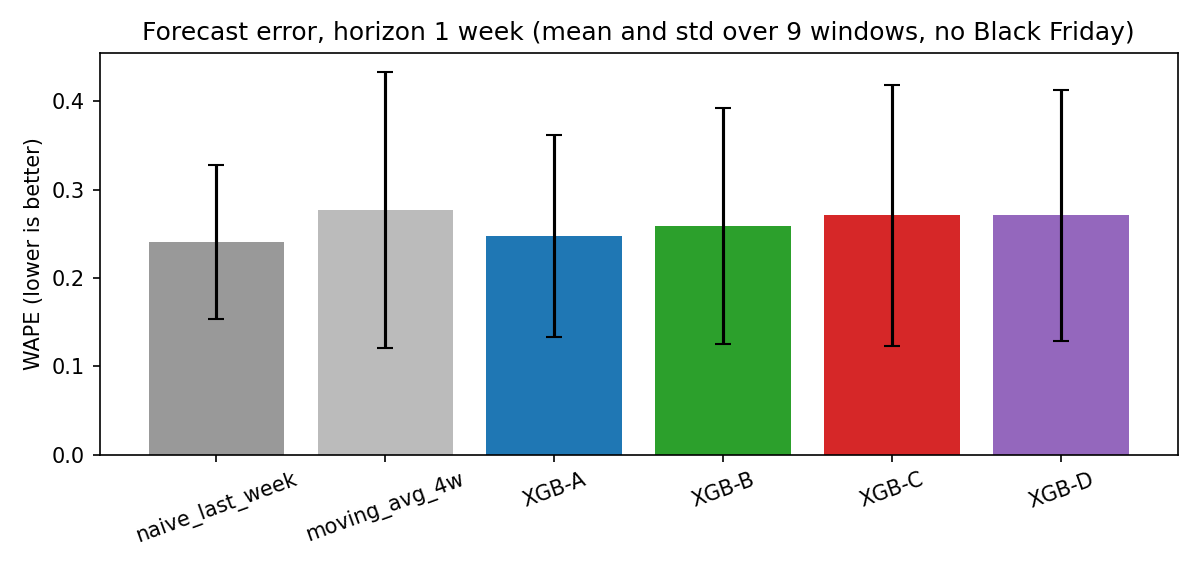 Forecast error, horizon 1 week (mean and std over 9 windows, no Black Friday)
WAPE (lower is better)
0.4
0.3
0.2
0.1
0.0
naive_last_week
moving_avg_4w
XGB-A
XGB-B
XGB-C
XGB-D